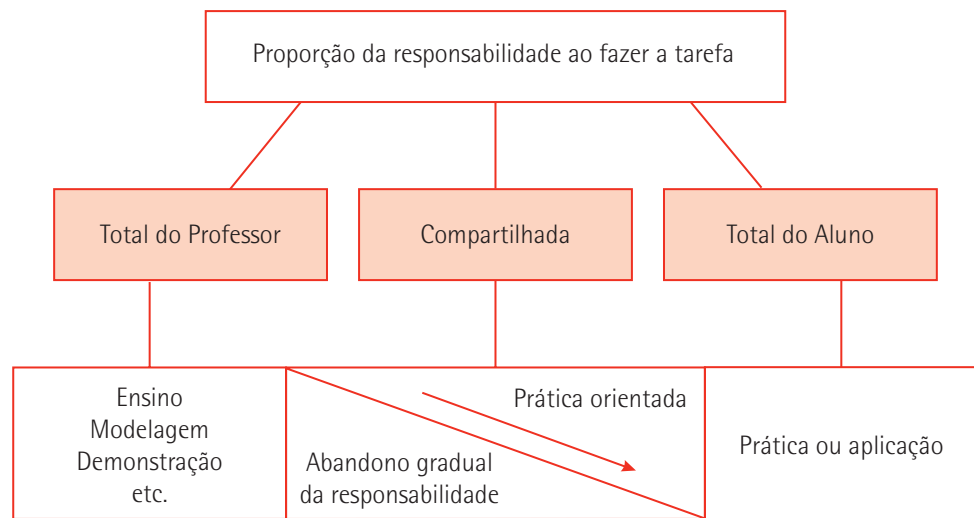 Proporção da responsabilidade ao fazer a tarefa
Total do Professor
Compartilhada
Total do Aluno
Ensino
Modelagem
Demonstração
etc.
Prática orientada
Abandono gradual
da responsabilidade
Prática ou aplicação